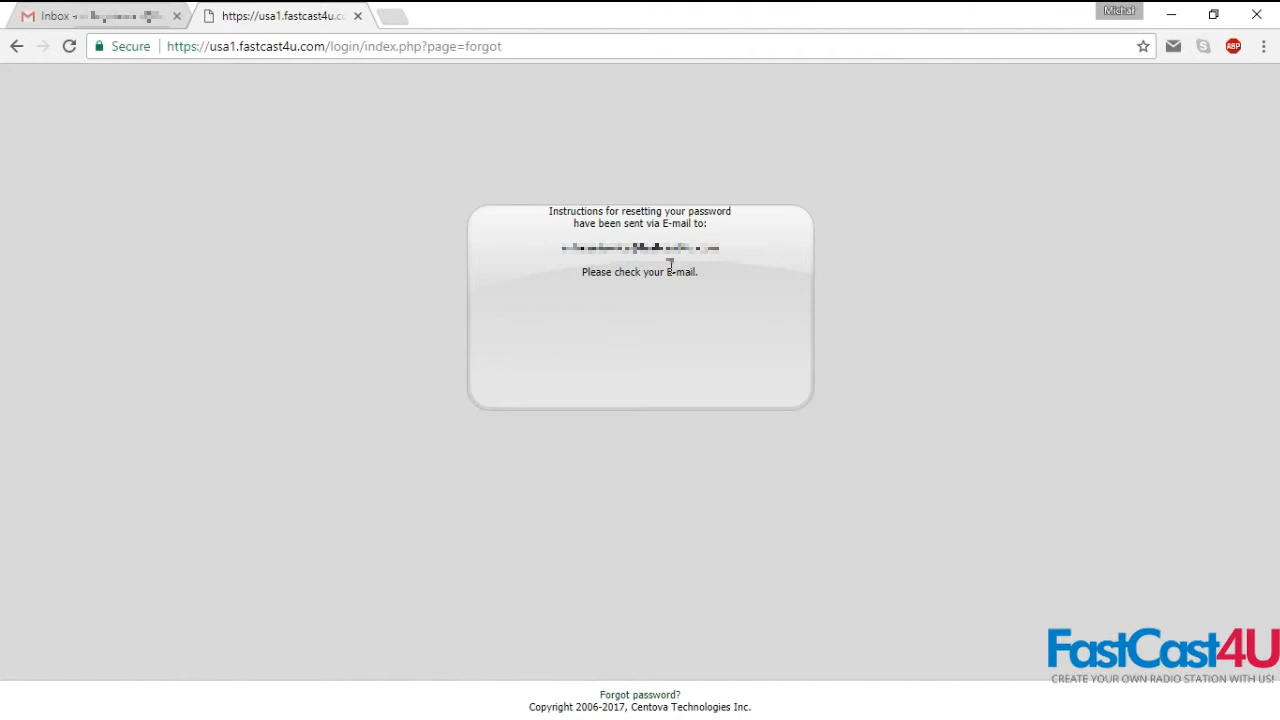 Inbox
https://usa1.fastcast4u.cc
Michał
Secure
https://usa1.fastcast4u.com/login/index.php?page=forgot
ABP
Instructions for resetting your password
have been sent via E-mail to:
Please check your E-mail.
FastCast4U
CREATE YOUR OWN RADIO STATION WITH US!
Forgot password?
Copyright 2006-2017, Centova Technologies Inc.